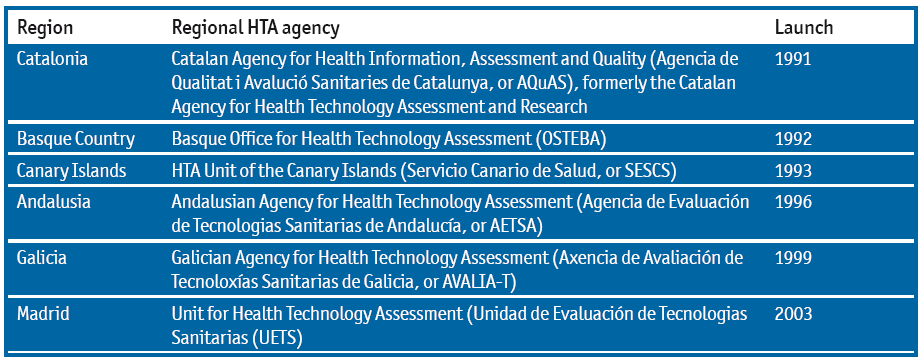 Region Regional HTA agency Launch
Catalonia Catalan Agency for Health Information, Assessment and Quality (Agencia de 1991
Qualitat i Avalució Sanitaries de Catalunya, or AQuAS), formerly the Catalan
Agency for Health Technology Assessment and Research
Basque Country Basque Office for Health Technology Assessment (OSTEBA) 1992
Canary Islands HTA Unit of the Canary Islands (Servicio Canario de Salud, or SESCS) 1993
Andalusia Andalusian Agency for Health Technology Assessment (Agencia de Evaluación 1996
de Tecnologias Sanitarias de Andalucía, or AETSA)
Galicia Galician Agency for Health Technology Assessment (Axencia de Avaliación de 1999
Tecnoloxías Sanitarias de Galicia, or AVALIA-T)
Madrid Unit for Health Technology Assessment (Unidad de Evaluación de Tecnologias 2003
Sanitarias (UETS)